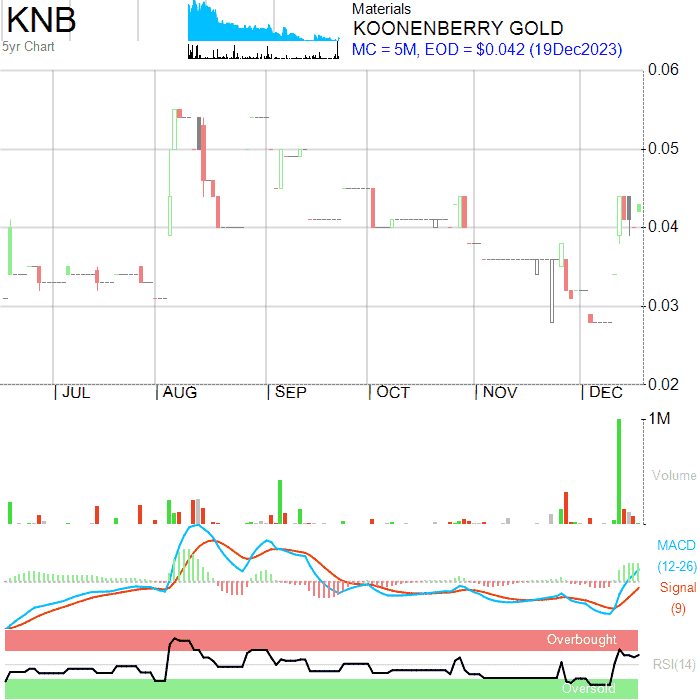 KNB
5yr Chart
Materials
KOONENBERRY GOLD
MC = 5M, EOD = $0.042 (19Dec2023)
0.06
0.05
0.04
0.03
0.02
JUL
AUG
SEP
OCT
NOV
DEC
1M
Volume
MACD
(12-26)
Signal
(9)
Overbought
RSI(14)
Oversold